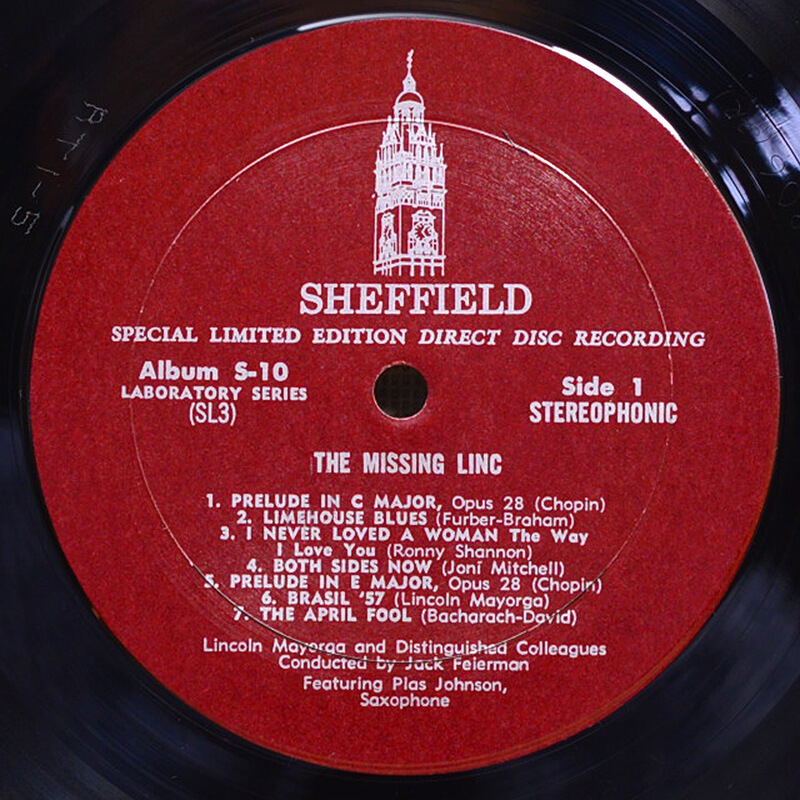 SHEFFIELD
SPECIAL LIMITED EDITION DIRECT DISC RECORDING
Album S-10
LABORATORY SERIES
(SL3)
Side 1
STEREOPHONIC
THE MISSING LINC
1. PRELUDE IN C MAJOR, Opus 28 (Chopin)
2. LIMEHOUSE BLUES (Furber-Braham)
3. I NEVER LOVED A WOMAN The Way
I Love You (Ronny Shannon)
4. BOTH SIDES NOW (Joni Mitchell)
5. PRELUDE IN E MAJOR, Opus 28 (Chopin)
6. BRASIL '57 (Lincoln Mayorga)
7. THE APRIL FOOL (Bacharach-David)
Lincoln Mayorga and Distinguished Colleagues
Conducted by Jack Feierman
Featuring Plas Johnson,
Saxophone